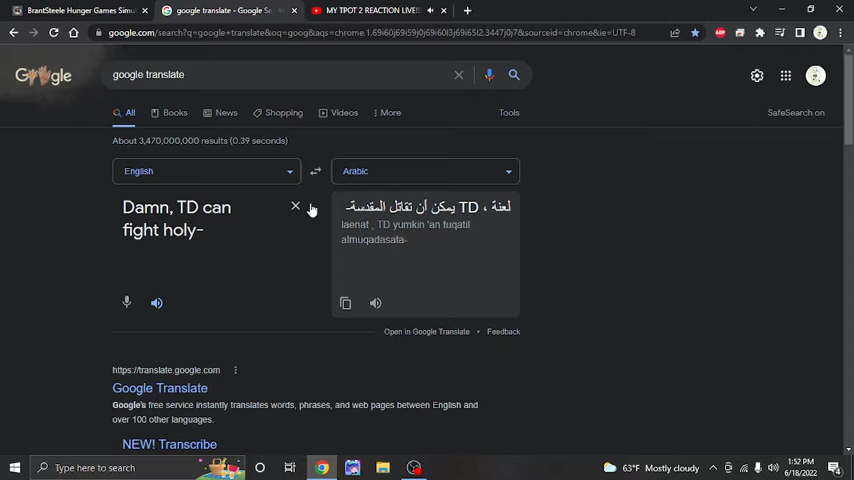 BrantSteele Hunger Games Simul
google translate - Google Se
MY TPOT 2 REACTION LIVE!!
google.com/search?q=google+translate&oq=goog&aqs=chrome.1.69i60j69i59j0j69i60j69i65l2.3447j0j7&sourceid=chrome&ie=UTF-8
Google
google translate
All Books News Shopping Videos More Tools SafeSearch on
About 3,470,000,000 results (0.39 seconds)
English Arabic
Damn, TD can
fight holy-
لعنة ، TD يمكن أن تقاتل المقدسة-
laenat , TD yumkin 'an tuqatil
almuqadasata-
Open in Google Translate • Feedback
https://translate.google.com
Google Translate
Google's free service instantly translates words, phrases, and web pages between English and
over 100 other languages.
NEW! Transcribe
Type here to search
63°F Mostly cloudy
1:52 PM
6/18/2022
4